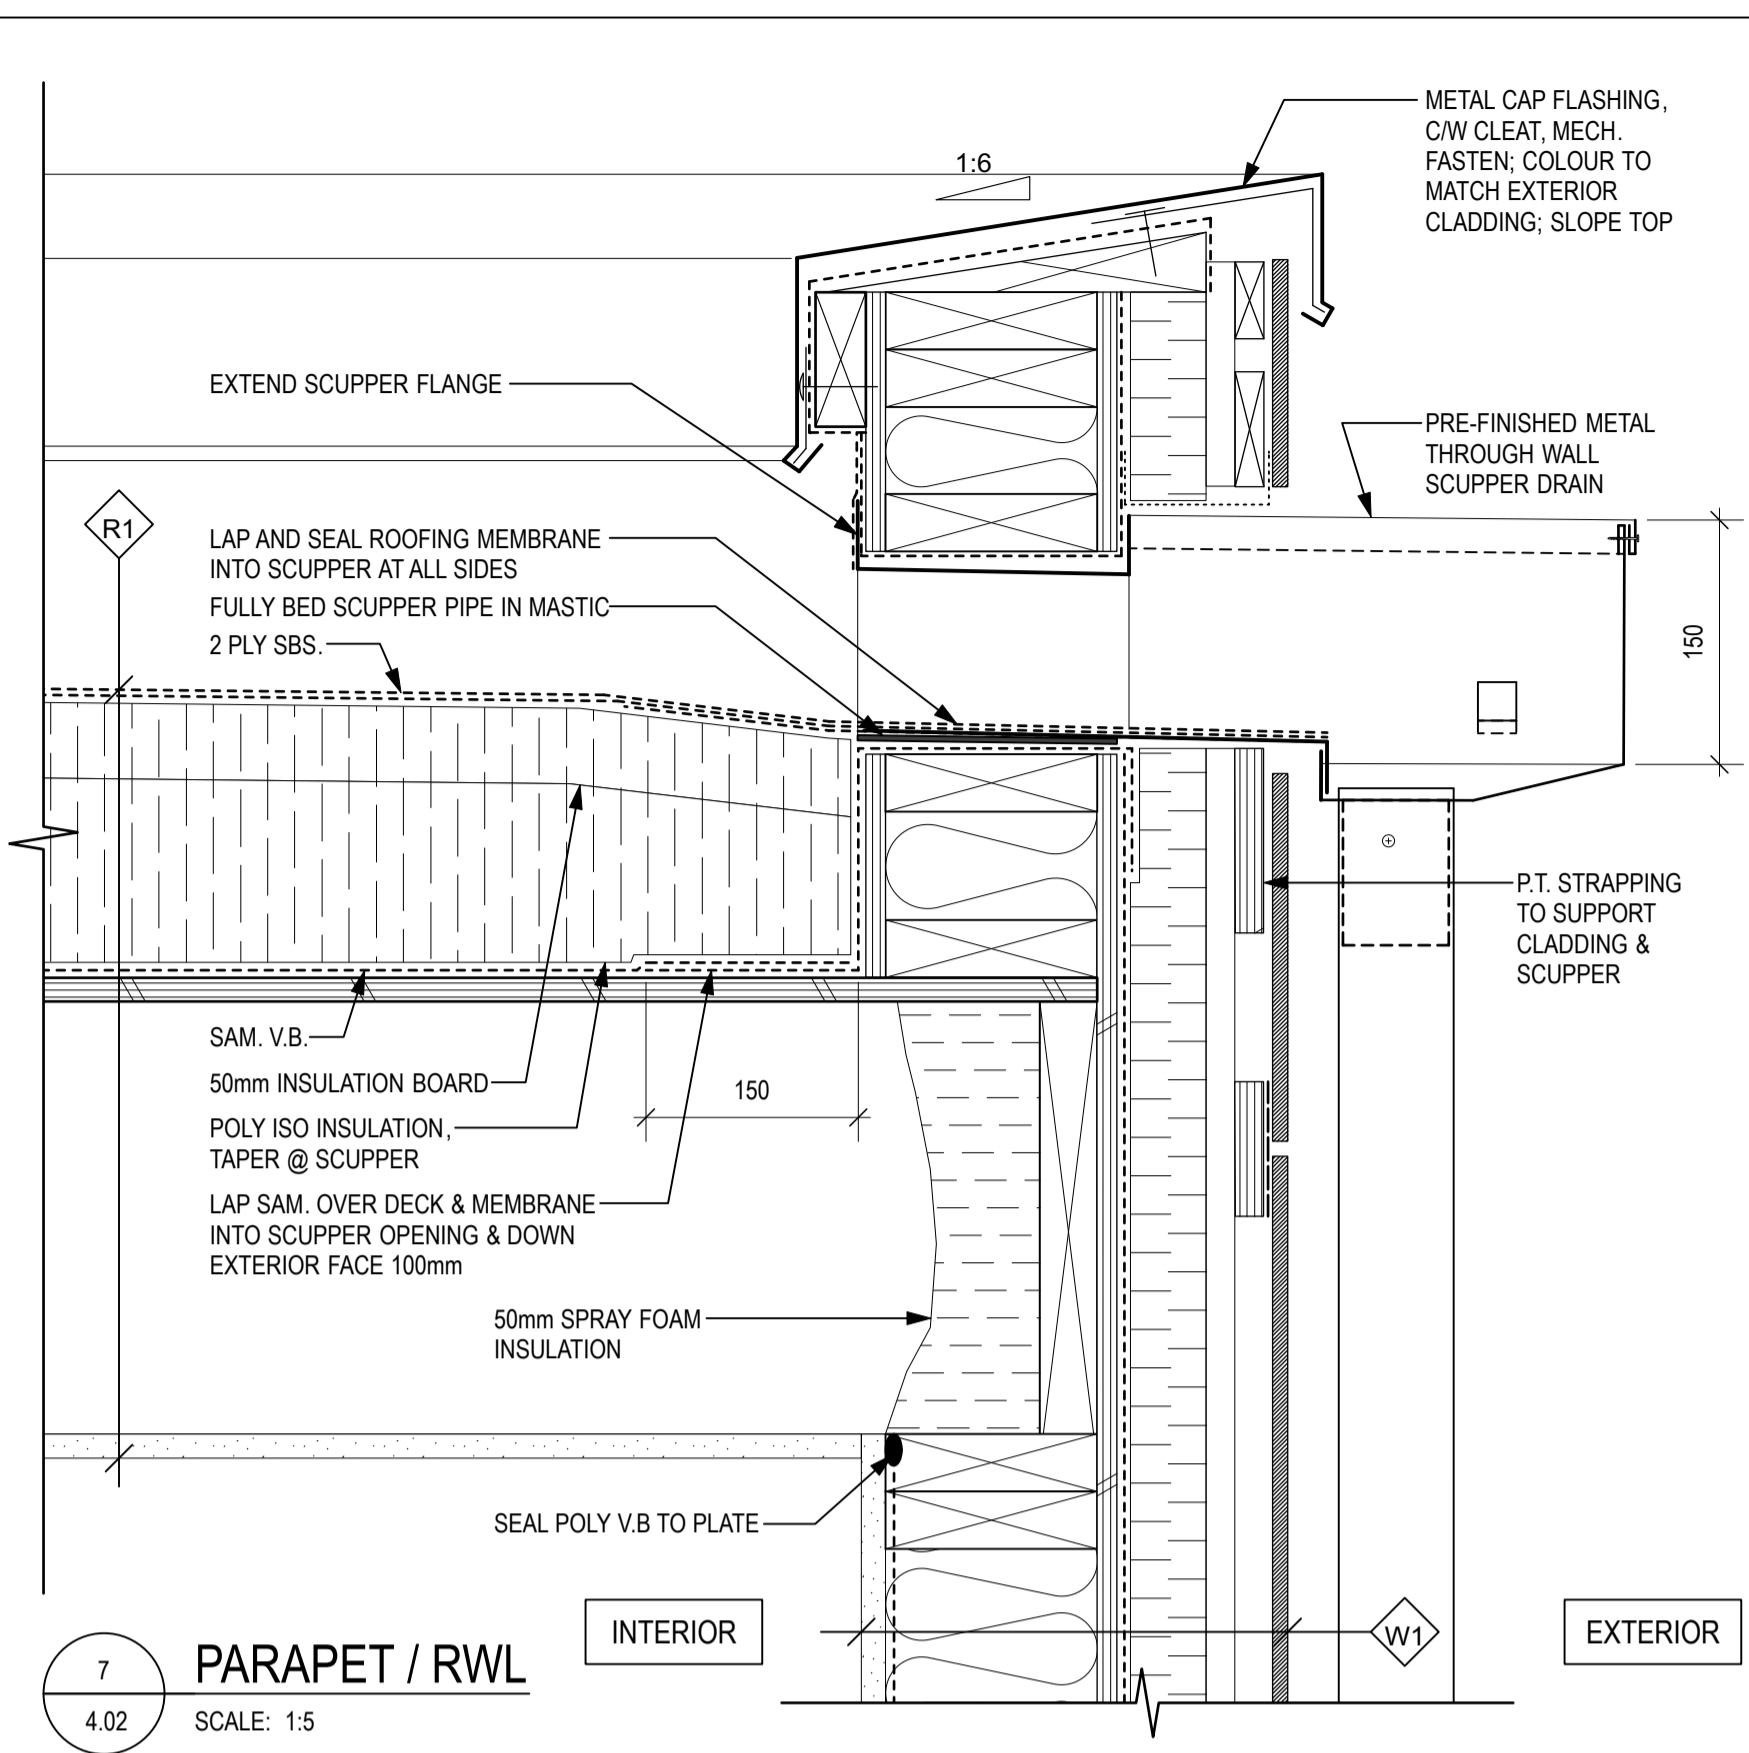 METAL CAP FLASHING,
C/W CLEAT, MECH.
FASTEN; COLOUR TO
MATCH EXTERIOR
CLADDING; SLOPE TOP
1:6
EXTEND SCUPPER FLANGE
PRE-FINISHED METAL
THROUGH WALL
SCUPPER DRAIN
R1
LAP AND SEAL ROOFING MEMBRANE
INTO SCUPPER AT ALL SIDES
FULLY BED SCUPPER PIPE IN MASTIC
2 PLY SBS.
150
P.T. STRAPPING
TO SUPPORT
CLADDING &
SCUPPER
SAM. V.B.
50mm INSULATION BOARD
150
POLY ISO INSULATION,
TAPER @ SCUPPER
LAP SAM. OVER DECK & MEMBRANE
INTO SCUPPER OPENING & DOWN
EXTERIOR FACE 100mm
50mm SPRAY FOAM
INSULATION
SEAL POLY V.B TO PLATE
INTERIOR
W1
EXTERIOR
7
4.02
PARAPET / RWL
SCALE: 1:5